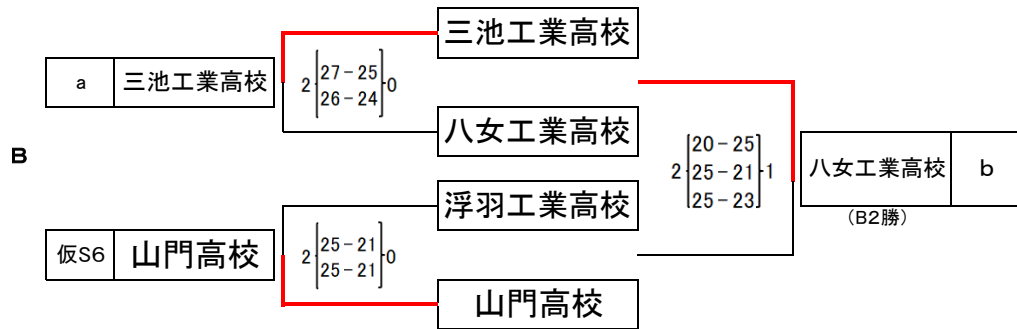 三池工業高校
a 三池工業高校
2 27-25 0
26-24
八女工業高校
B
20-25
2 25-21 1
25-23
八女工業高校 b
(B2勝)
浮羽工業高校
仮S6 山門高校
2 25-21 0
25-21
山門高校